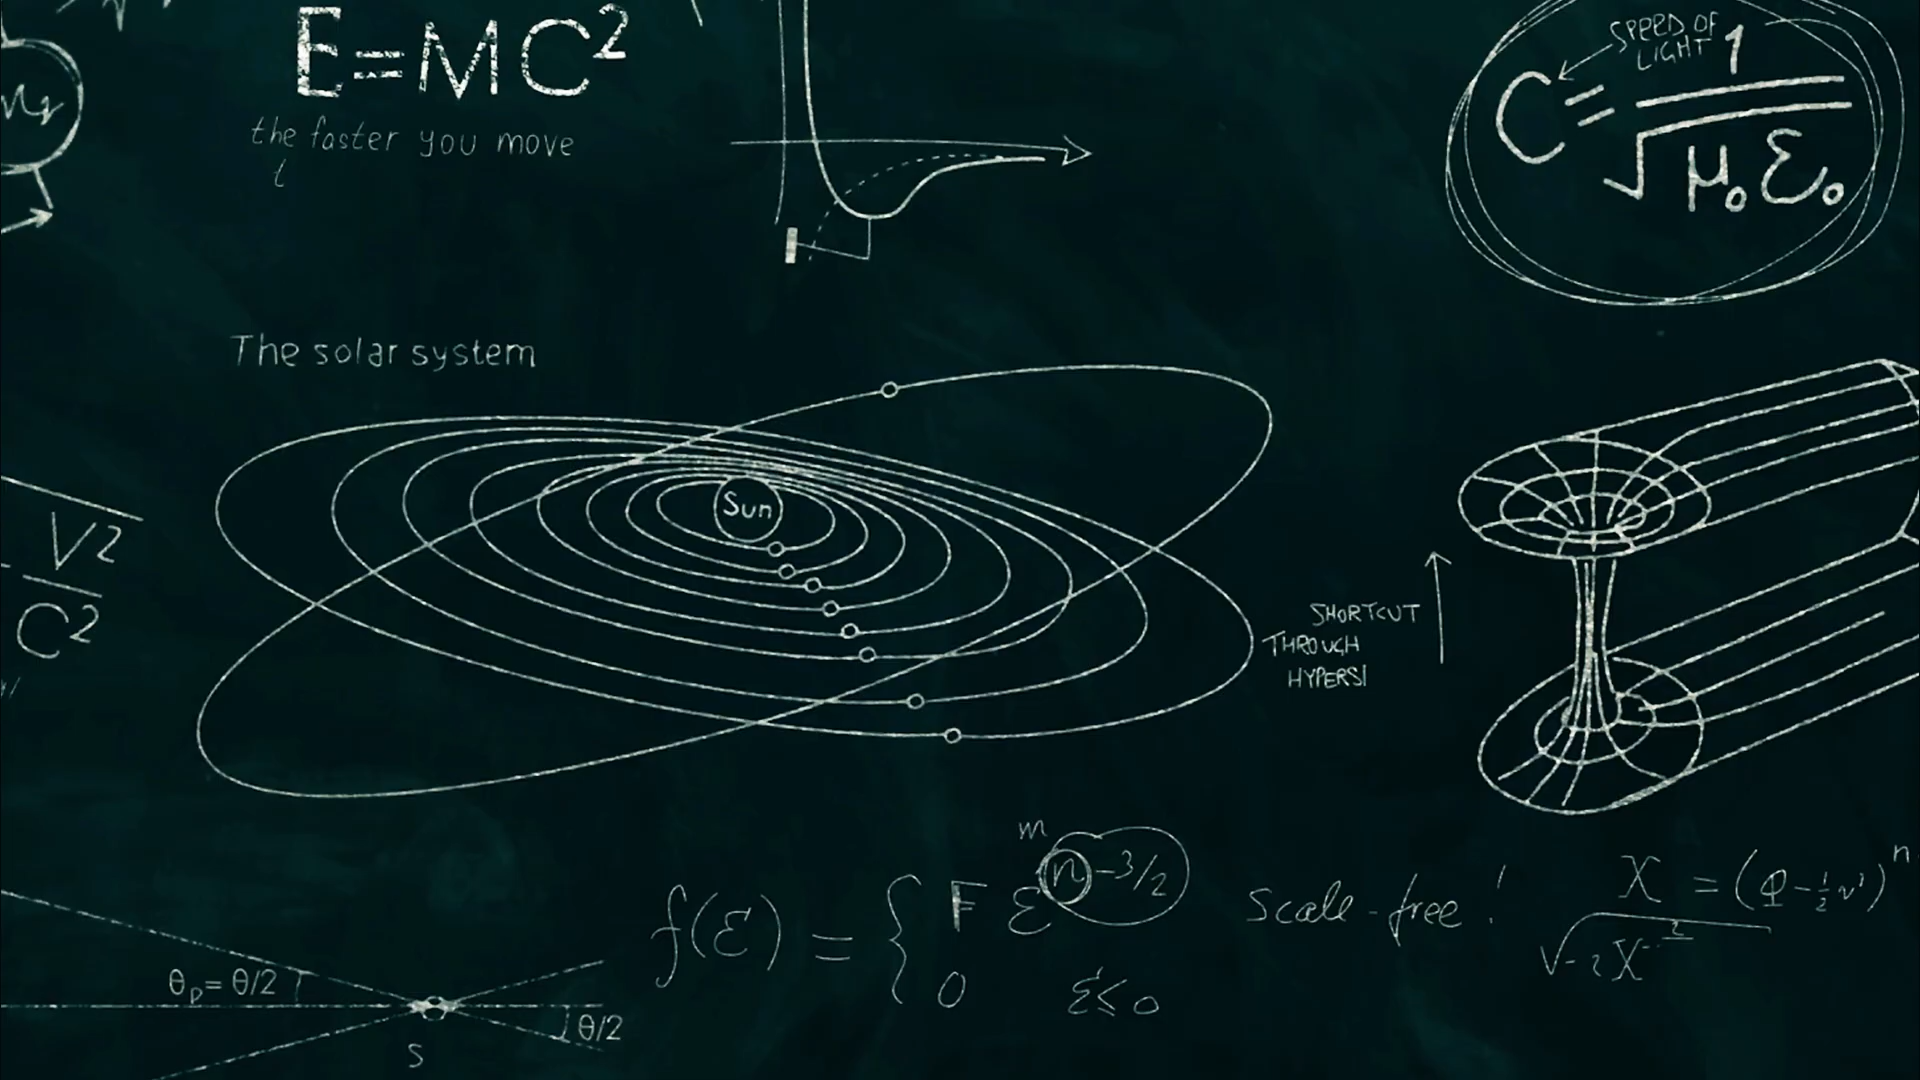 E=MC²
the faster you move
t
SPEED OF
LIGHT
C = 1/√μ₀ε₀
The solar system
Sun
V²
C²
SHORTCUT
THROUGH
HYPERS
m
f(ε) = { F ε^(n-3/2)
0 ε≤0
Scale-free!
θp= θ/2
θ/2
S